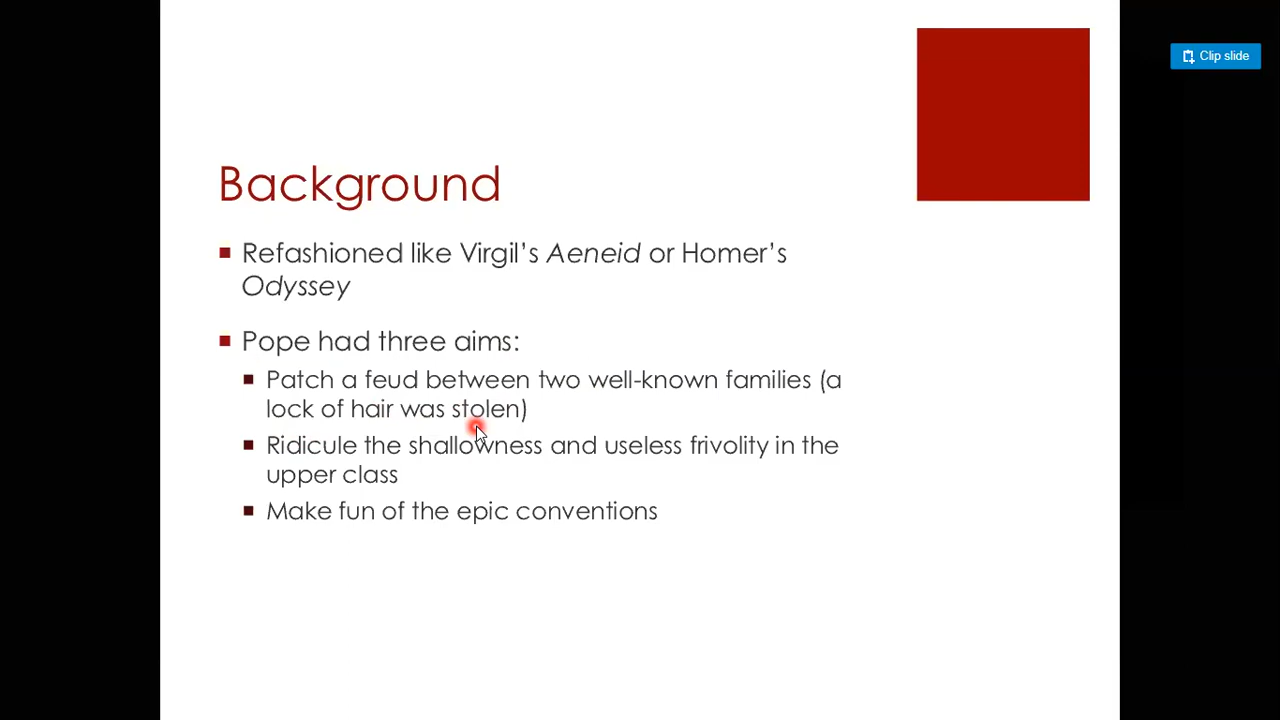 Clip slide
Background
Refashioned like Virgil’s Aeneid or Homer’s
Odyssey
Pope had three aims:
Patch a feud between two well-known families (a
lock of hair was stolen)
Ridicule the shallowness and useless frivolity in the
upper class
Make fun of the epic conventions